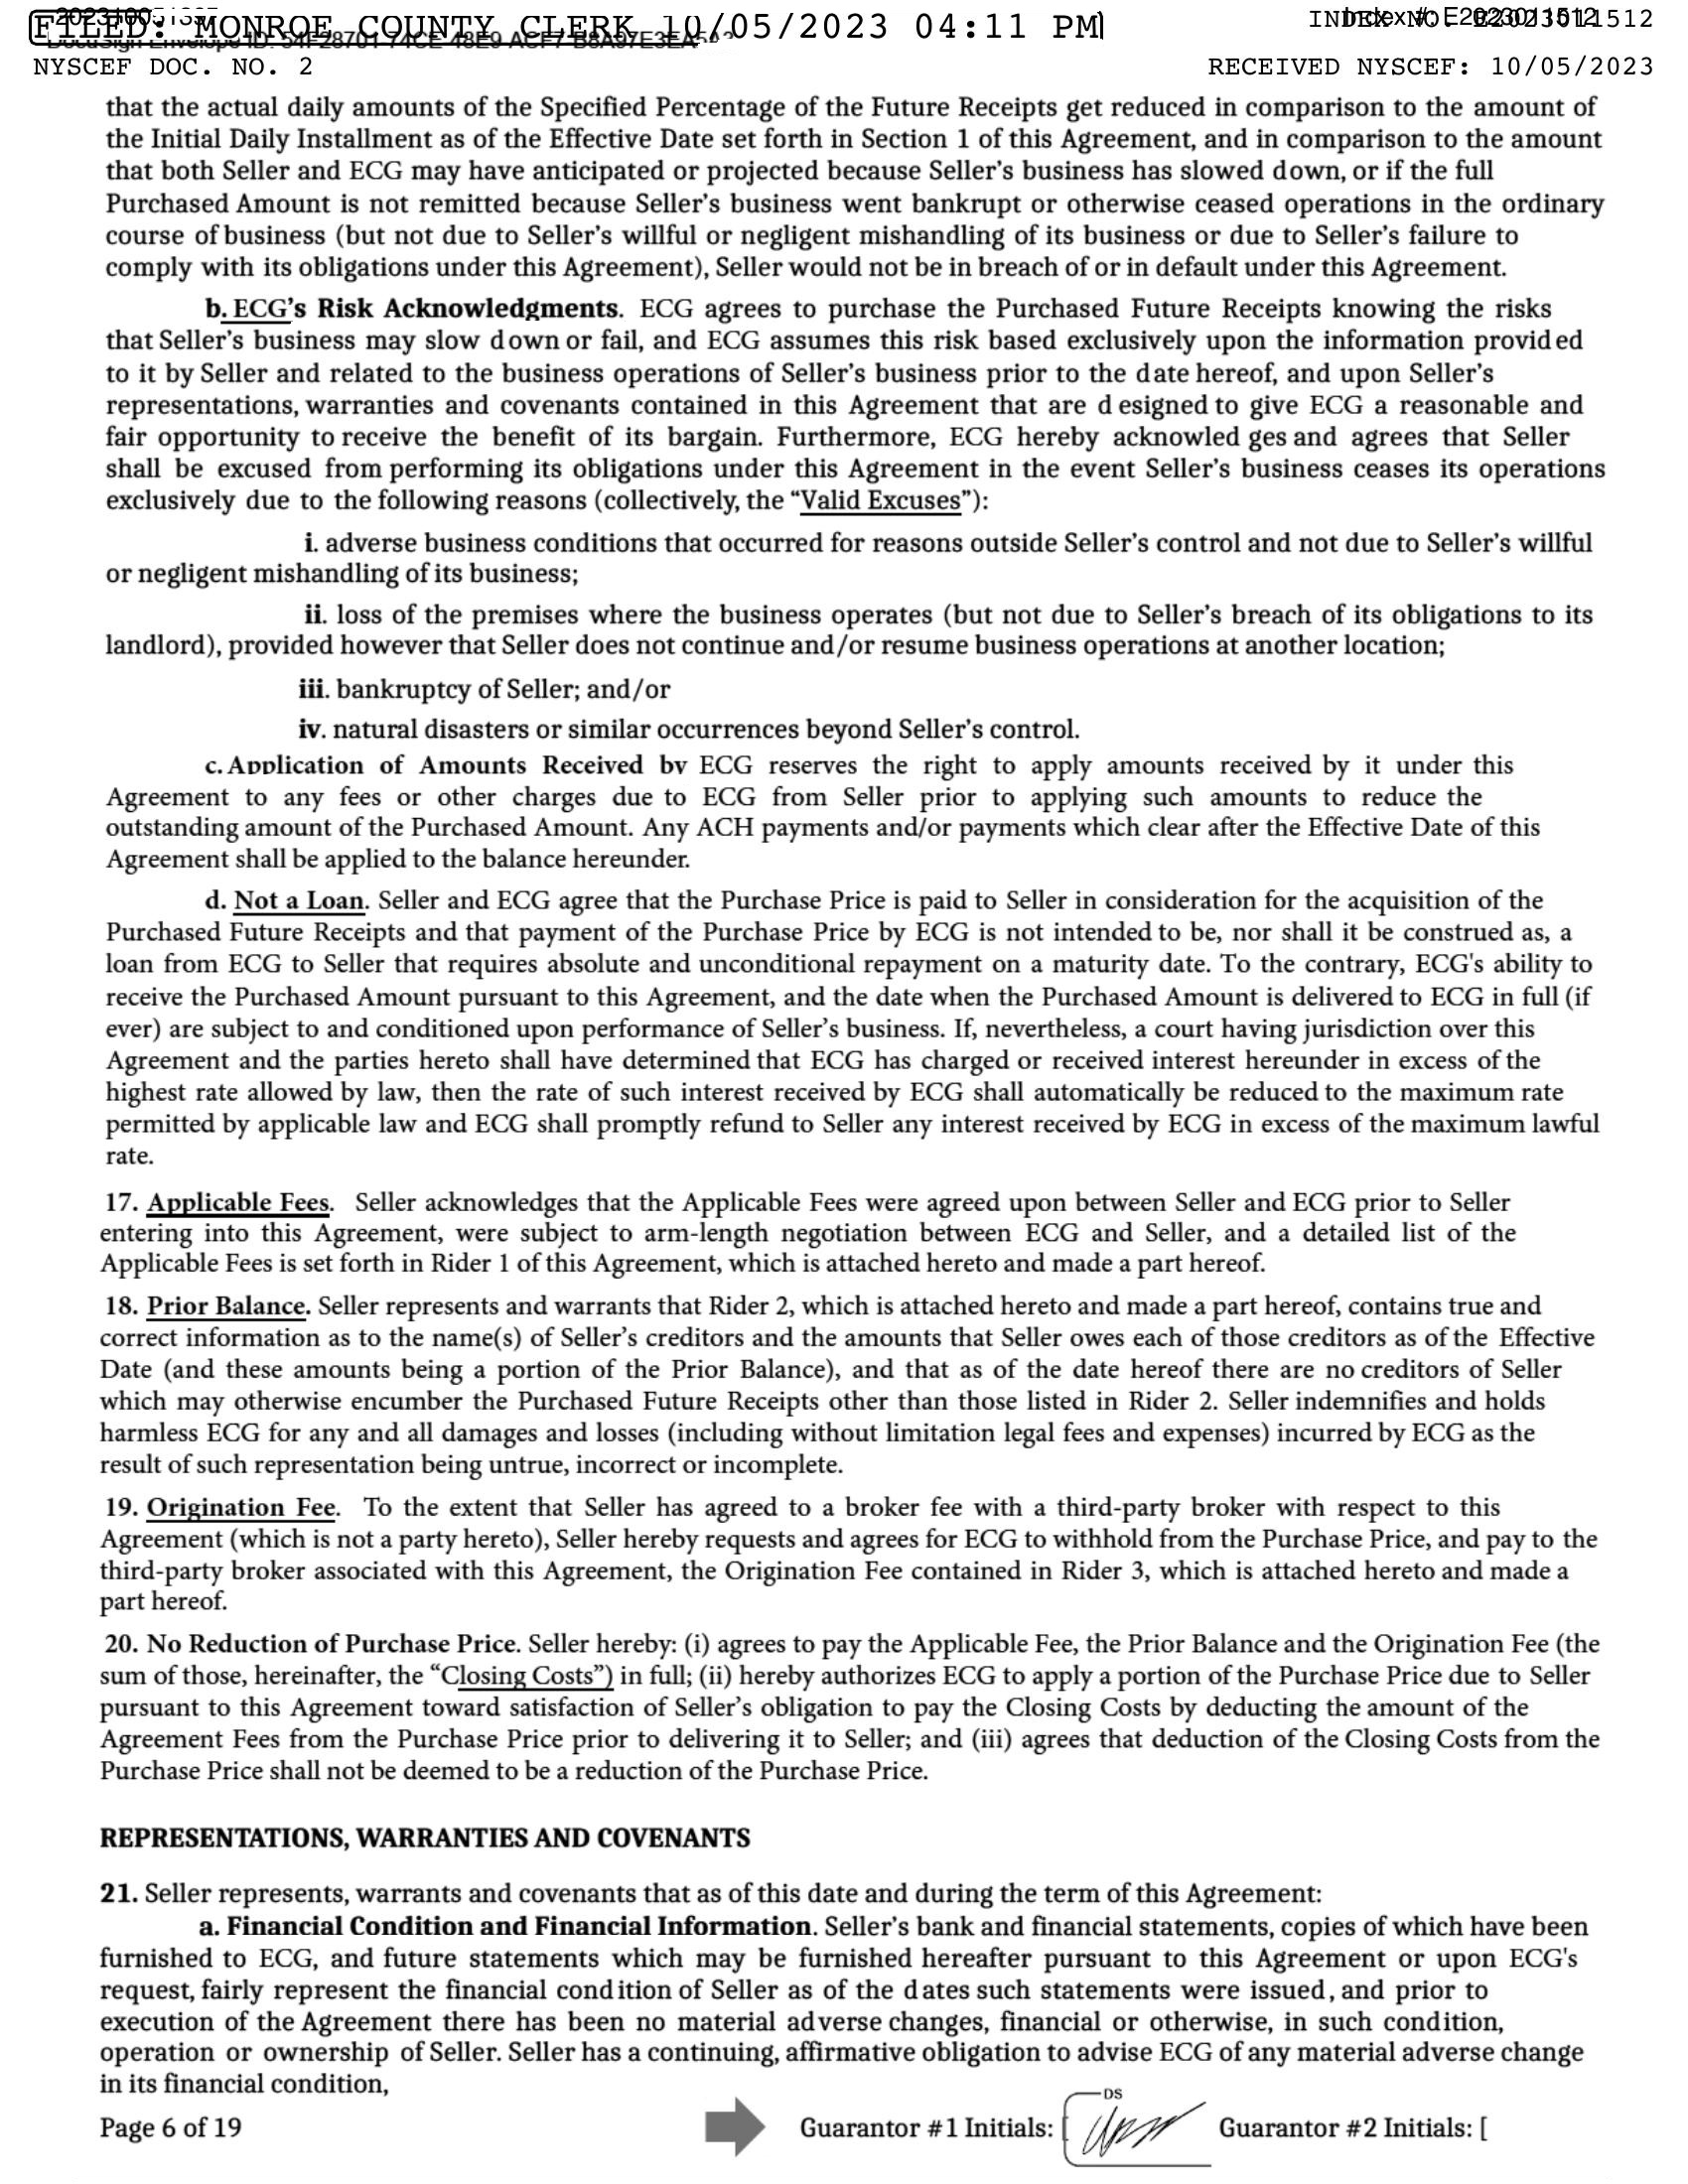 FILED: MONROE COUNTY CLERK 10/05/2023 04:11 PM
INDEX NO. E2023011512
DocuSign Envelope ID:
NYSCEF DOC. NO. 2
RECEIVED NYSCEF: 10/05/2023
that the actual daily amounts of the Specified Percentage of the Future Receipts get reduced in comparison to the amount of
the Initial Daily Installment as of the Effective Date set forth in Section 1 of this Agreement, and in comparison to the amount
that both Seller and ECG may have anticipated or projected because Seller's business has slowed down, or if the full
Purchased Amount is not remitted because Seller's business went bankrupt or otherwise ceased operations in the ordinary
course of business (but not due to Seller's willful or negligent mishandling of its business or due to Seller's failure to
comply with its obligations under this Agreement), Seller would not be in breach of or in default under this Agreement.
b. ECG's Risk Acknowledgments. ECG agrees to purchase the Purchased Future Receipts knowing the risks
that Seller's business may slow down or fail, and ECG assumes this risk based exclusively upon the information provided
to it by Seller and related to the business operations of Seller's business prior to the date hereof, and upon Seller's
representations, warranties and covenants contained in this Agreement that are designed to give ECG a reasonable and
fair opportunity to receive the benefit of its bargain. Furthermore, ECG hereby acknowledges and agrees that Seller
shall be excused from performing its obligations under this Agreement in the event Seller's business ceases its operations
exclusively due to the following reasons (collectively, the "Valid Excuses"):
i. adverse business conditions that occurred for reasons outside Seller's control and not due to Seller's willful
or negligent mishandling of its business;
ii. loss of the premises where the business operates (but not due to Seller's breach of its obligations to its
landlord), provided however that Seller does not continue and/or resume business operations at another location;
iii. bankruptcy of Seller; and/or
iv. natural disasters or similar occurrences beyond Seller's control.
c. Application of Amounts Received by ECG reserves the right to apply amounts received by it under this
Agreement to any fees or other charges due to ECG from Seller prior to applying such amounts to reduce the
outstanding amount of the Purchased Amount. Any ACH payments and/or payments which clear after the Effective Date of this
Agreement shall be applied to the balance hereunder.
d. Not a Loan. Seller and ECG agree that the Purchase Price is paid to Seller in consideration for the acquisition of the
Purchased Future Receipts and that payment of the Purchase Price by ECG is not intended to be, nor shall it be construed as, a
loan from ECG to Seller that requires absolute and unconditional repayment on a maturity date. To the contrary, ECG's ability to
receive the Purchased Amount pursuant to this Agreement, and the date when the Purchased Amount is delivered to ECG in full (if
ever) are subject to and conditioned upon performance of Seller's business. If, nevertheless, a court having jurisdiction over this
Agreement and the parties hereto shall have determined that ECG has charged or received interest hereunder in excess of the
highest rate allowed by law, then the rate of such interest received by ECG shall automatically be reduced to the maximum rate
permitted by applicable law and ECG shall promptly refund to Seller any interest received by ECG in excess of the maximum lawful
rate.
17. Applicable Fees. Seller acknowledges that the Applicable Fees were agreed upon between Seller and ECG prior to Seller
entering into this Agreement, were subject to arm-length negotiation between ECG and Seller, and a detailed list of the
Applicable Fees is set forth in Rider 1 of this Agreement, which is attached hereto and made a part hereof.
18. Prior Balance. Seller represents and warrants that Rider 2, which is attached hereto and made a part hereof, contains true and
correct information as to the name(s) of Seller's creditors and the amounts that Seller owes each of those creditors as of the Effective
Date (and these amounts being a portion of the Prior Balance), and that as of the date hereof there are no creditors of Seller
which may otherwise encumber the Purchased Future Receipts other than those listed in Rider 2. Seller indemnifies and holds
harmless ECG for any and all damages and losses (including without limitation legal fees and expenses) incurred by ECG as the
result of such representation being untrue, incorrect or incomplete.
19. Origination Fee. To the extent that Seller has agreed to a broker fee with a third-party broker with respect to this
Agreement (which is not a party hereto), Seller hereby requests and agrees for ECG to withhold from the Purchase Price, and pay to the
third-party broker associated with this Agreement, the Origination Fee contained in Rider 3, which is attached hereto and made a
part hereof.
20. No Reduction of Purchase Price. Seller hereby: (i) agrees to pay the Applicable Fee, the Prior Balance and the Origination Fee (the
sum of those, hereinafter, the "Closing Costs") in full; (ii) hereby authorizes ECG to apply a portion of the Purchase Price due to Seller
pursuant to this Agreement toward satisfaction of Seller's obligation to pay the Closing Costs by deducting the amount of the
Agreement Fees from the Purchase Price prior to delivering it to Seller; and (iii) agrees that deduction of the Closing Costs from the
Purchase Price shall not be deemed to be a reduction of the Purchase Price.
REPRESENTATIONS, WARRANTIES AND COVENANTS
21. Seller represents, warrants and covenants that as of this date and during the term of this Agreement:
a. Financial Condition and Financial Information. Seller's bank and financial statements, copies of which have been
furnished to ECG, and future statements which may be furnished hereafter pursuant to this Agreement or upon ECG's
request, fairly represent the financial condition of Seller as of the dates such statements were issued, and prior to
execution of the Agreement there has been no material adverse changes, financial or otherwise, in such condition,
operation or ownership of Seller. Seller has a continuing, affirmative obligation to advise ECG of any material adverse change
in its financial condition,
Page 6 of 19
Guarantor #1 Initials: [
DS
Guarantor #2 Initials: [